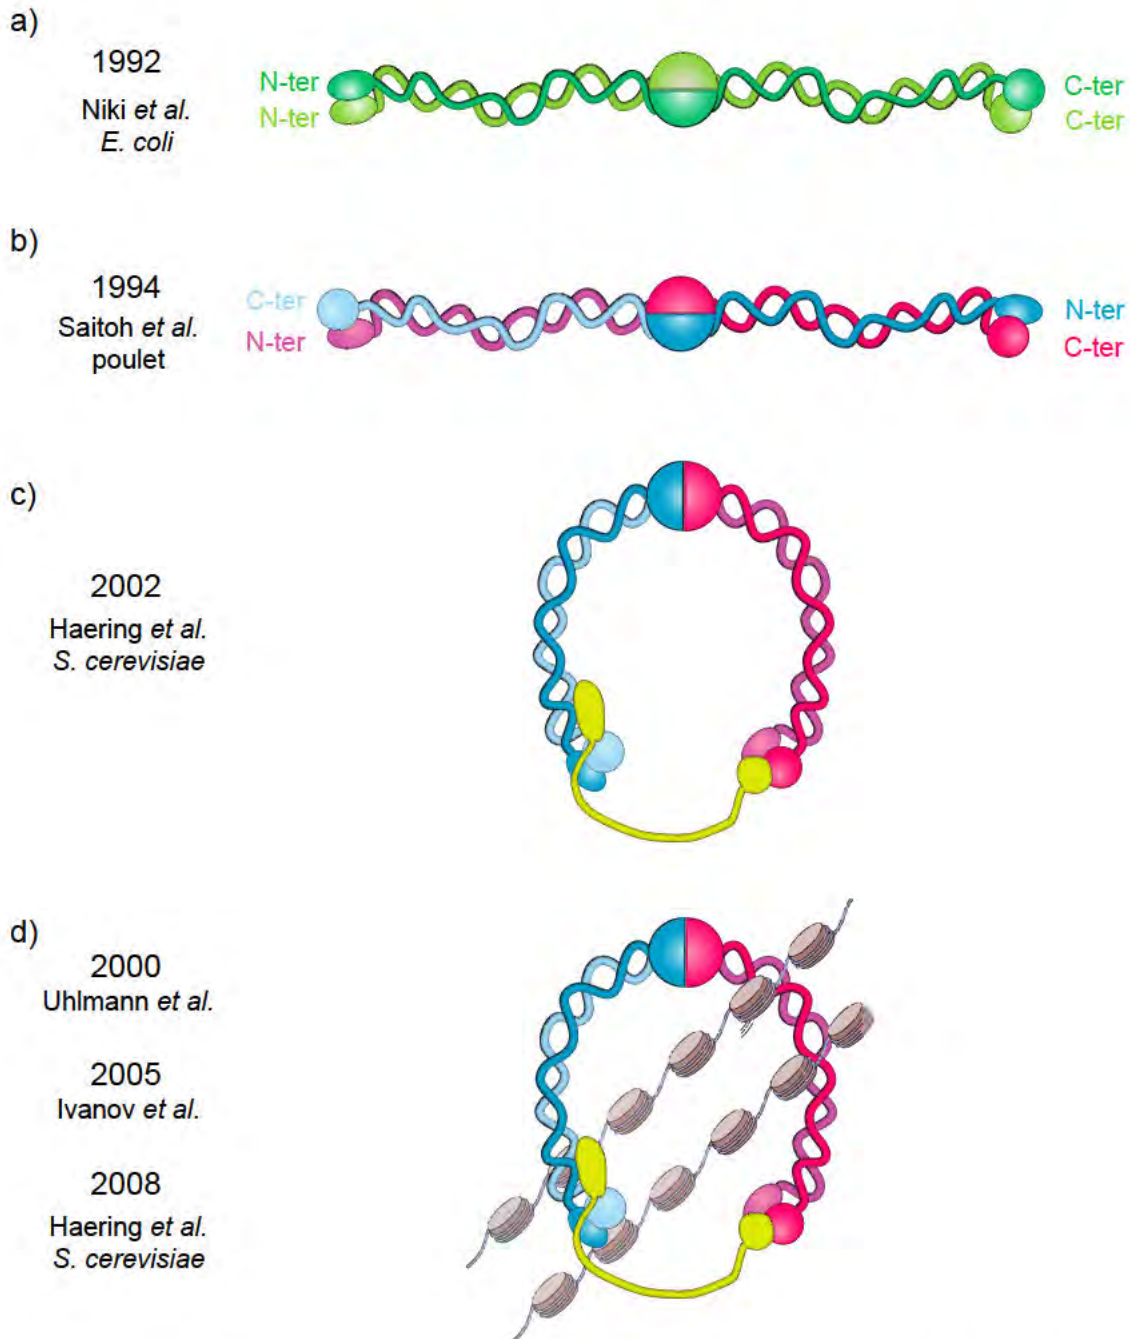 a)
1992
Niki et al.
E. coli
N-ter
N-ter
C-ter
C-ter
b)
1994
Saitoh et al.
poulet
C-ter
N-ter
N-ter
C-ter
c)
2002
Haering et al.
S. cerevisiae
d)
2000
Uhlmann et al.
2005
Ivanov et al.
2008
Haering et al.
S. cerevisiae